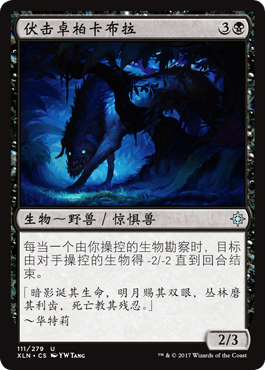 伏击卓柏卡布拉 3
生物~野兽／惊惧兽
每当一个由你操控的生物勘察时，目标
由对手操控的生物得 -2/-2 直到回合结
束。
「暗影诞其生命，明月赐其双眼，丛林磨
其利齿，死亡教其残忍。」
~华特莉
2/3
111/279 U
XLN • CS YW TANG
™ & © 2017 Wizards of the Coast